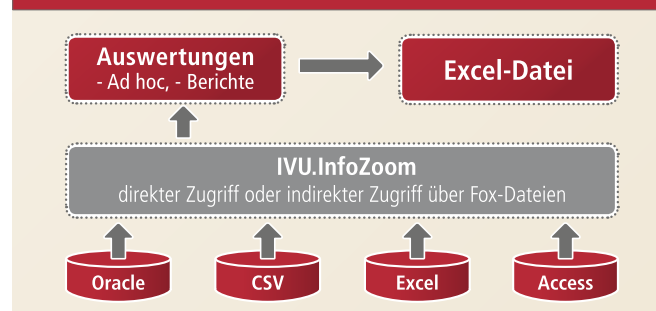 Auswertungen
- Ad hoc, - Berichte
Excel-Datei
IVU.InfoZoom
direkter Zugriff oder indirekter Zugriff über Fox-Dateien
Oracle
CSV
Excel
Access